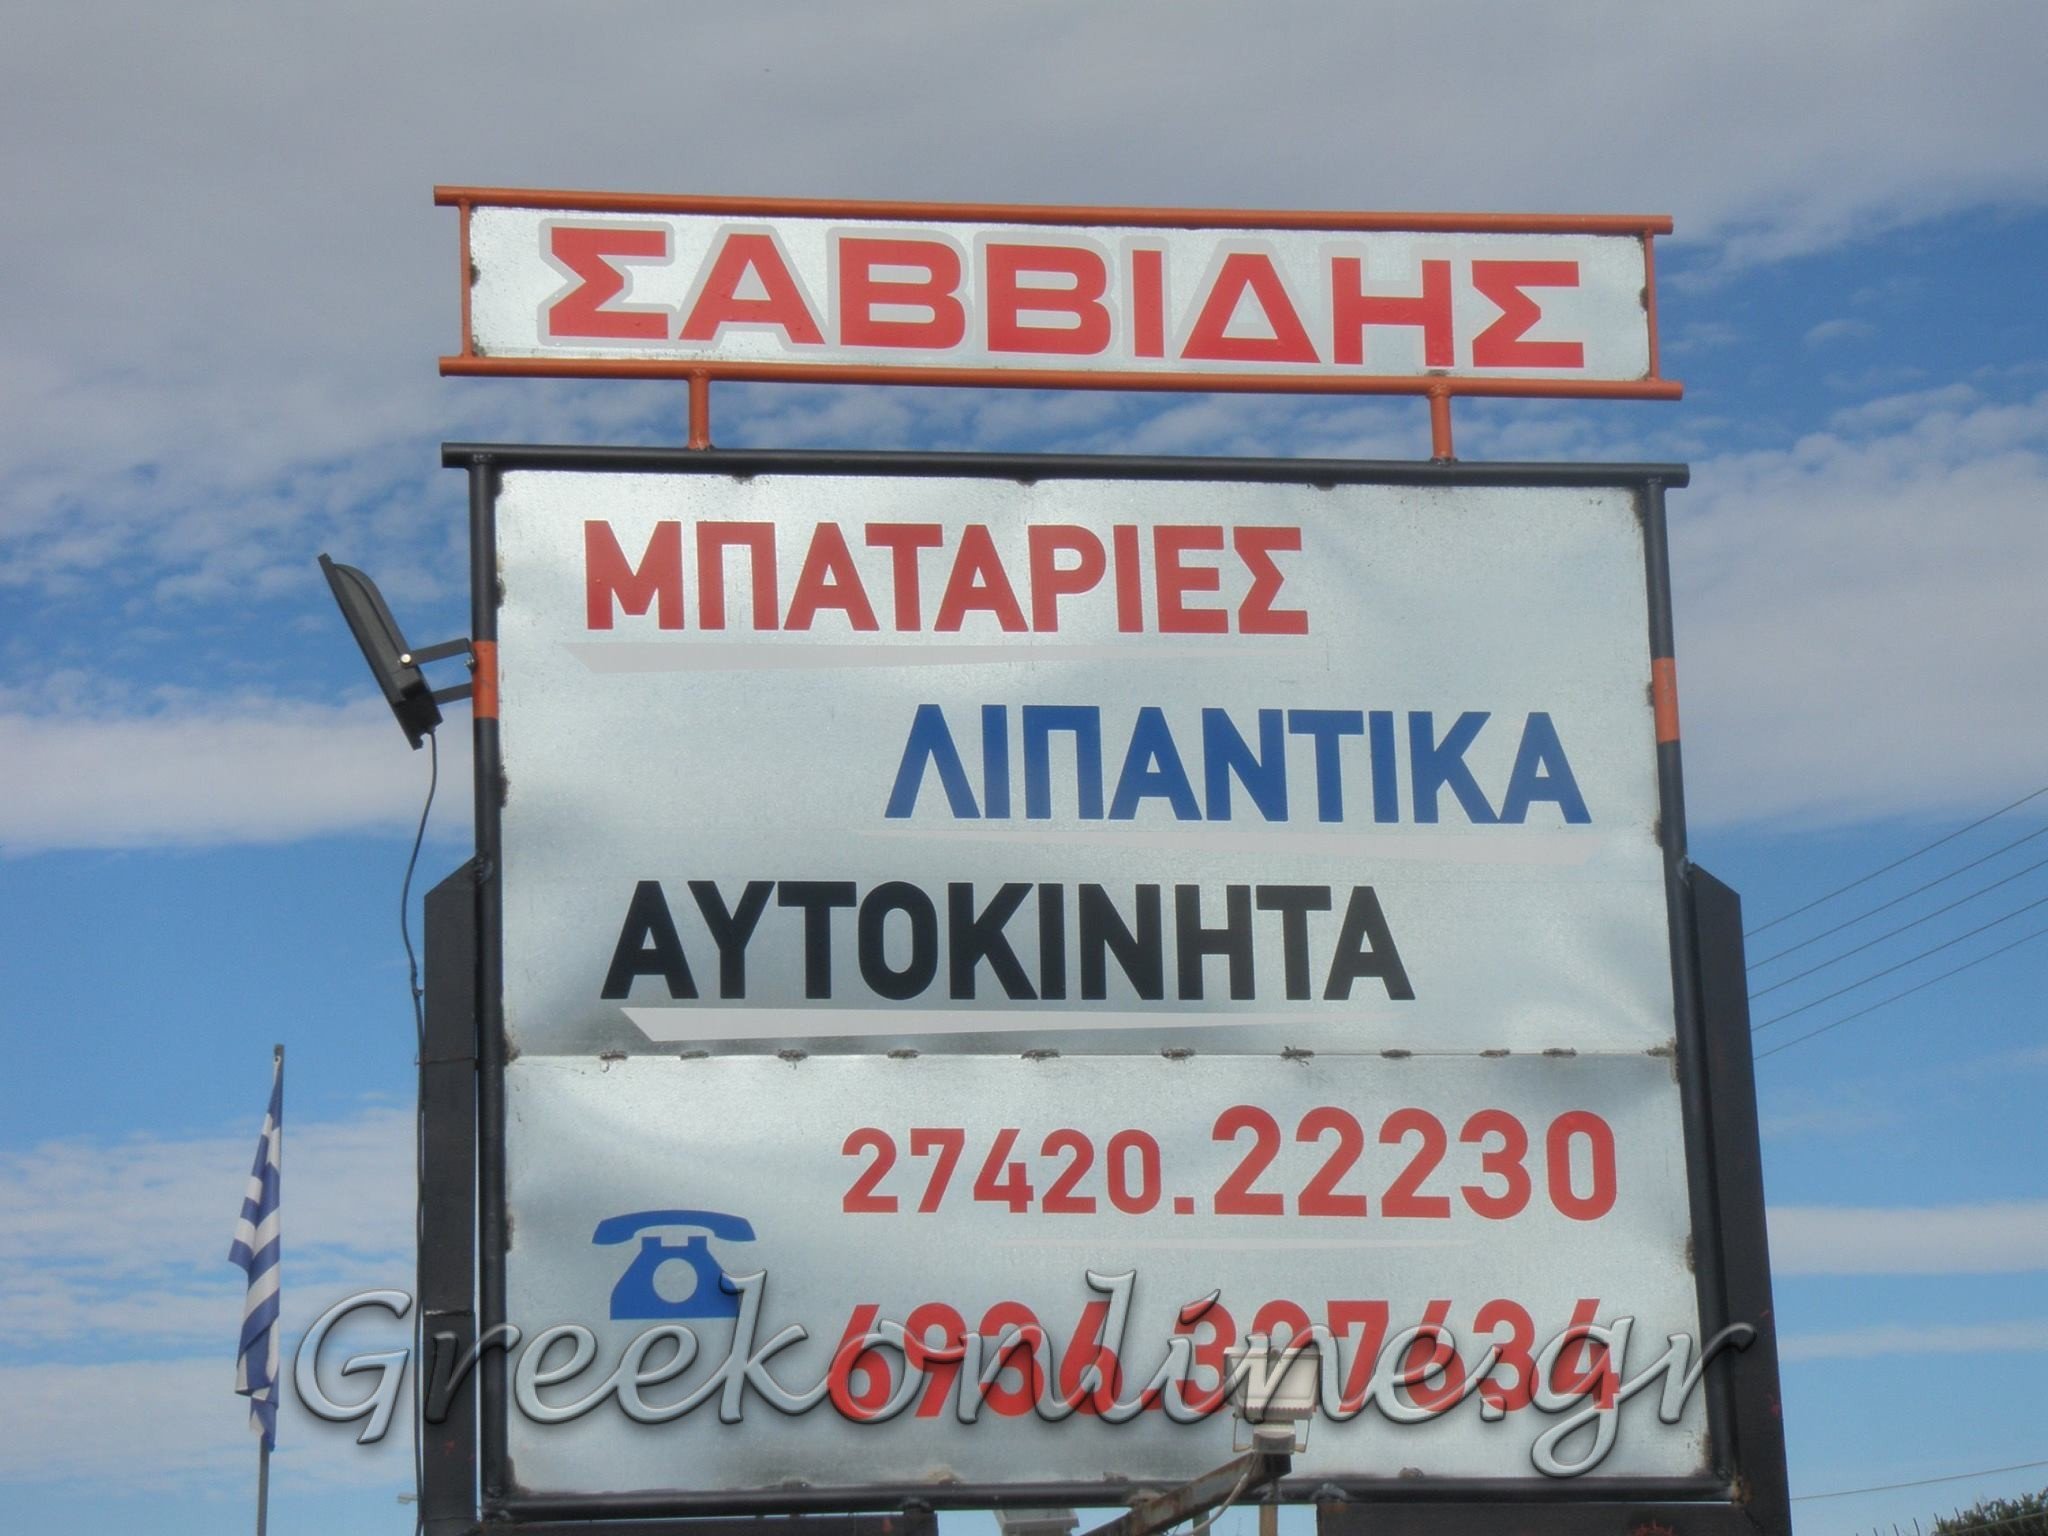 ΣΑΒΒΙΔΗΣ
ΜΠΑΤΑΡΙΕΣ
ΛΙΠΑΝΤΙΚΑ
ΑΥΤΟΚΙΝΗΤΑ
27420.22230
Greekonline.gr